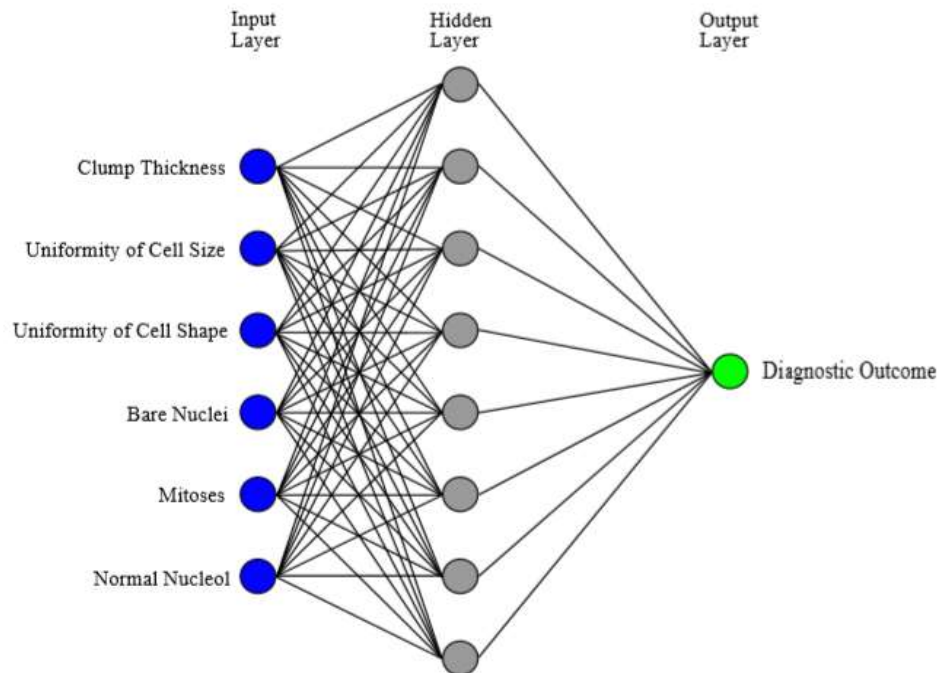 Input
Layer
Hidden
Layer
Output
Layer
Clump Thickness
Uniformity of Cell Size
Uniformity of Cell Shape
Bare Nuclei
Mitoses
Normal Nucleol
Diagnostic Outcome